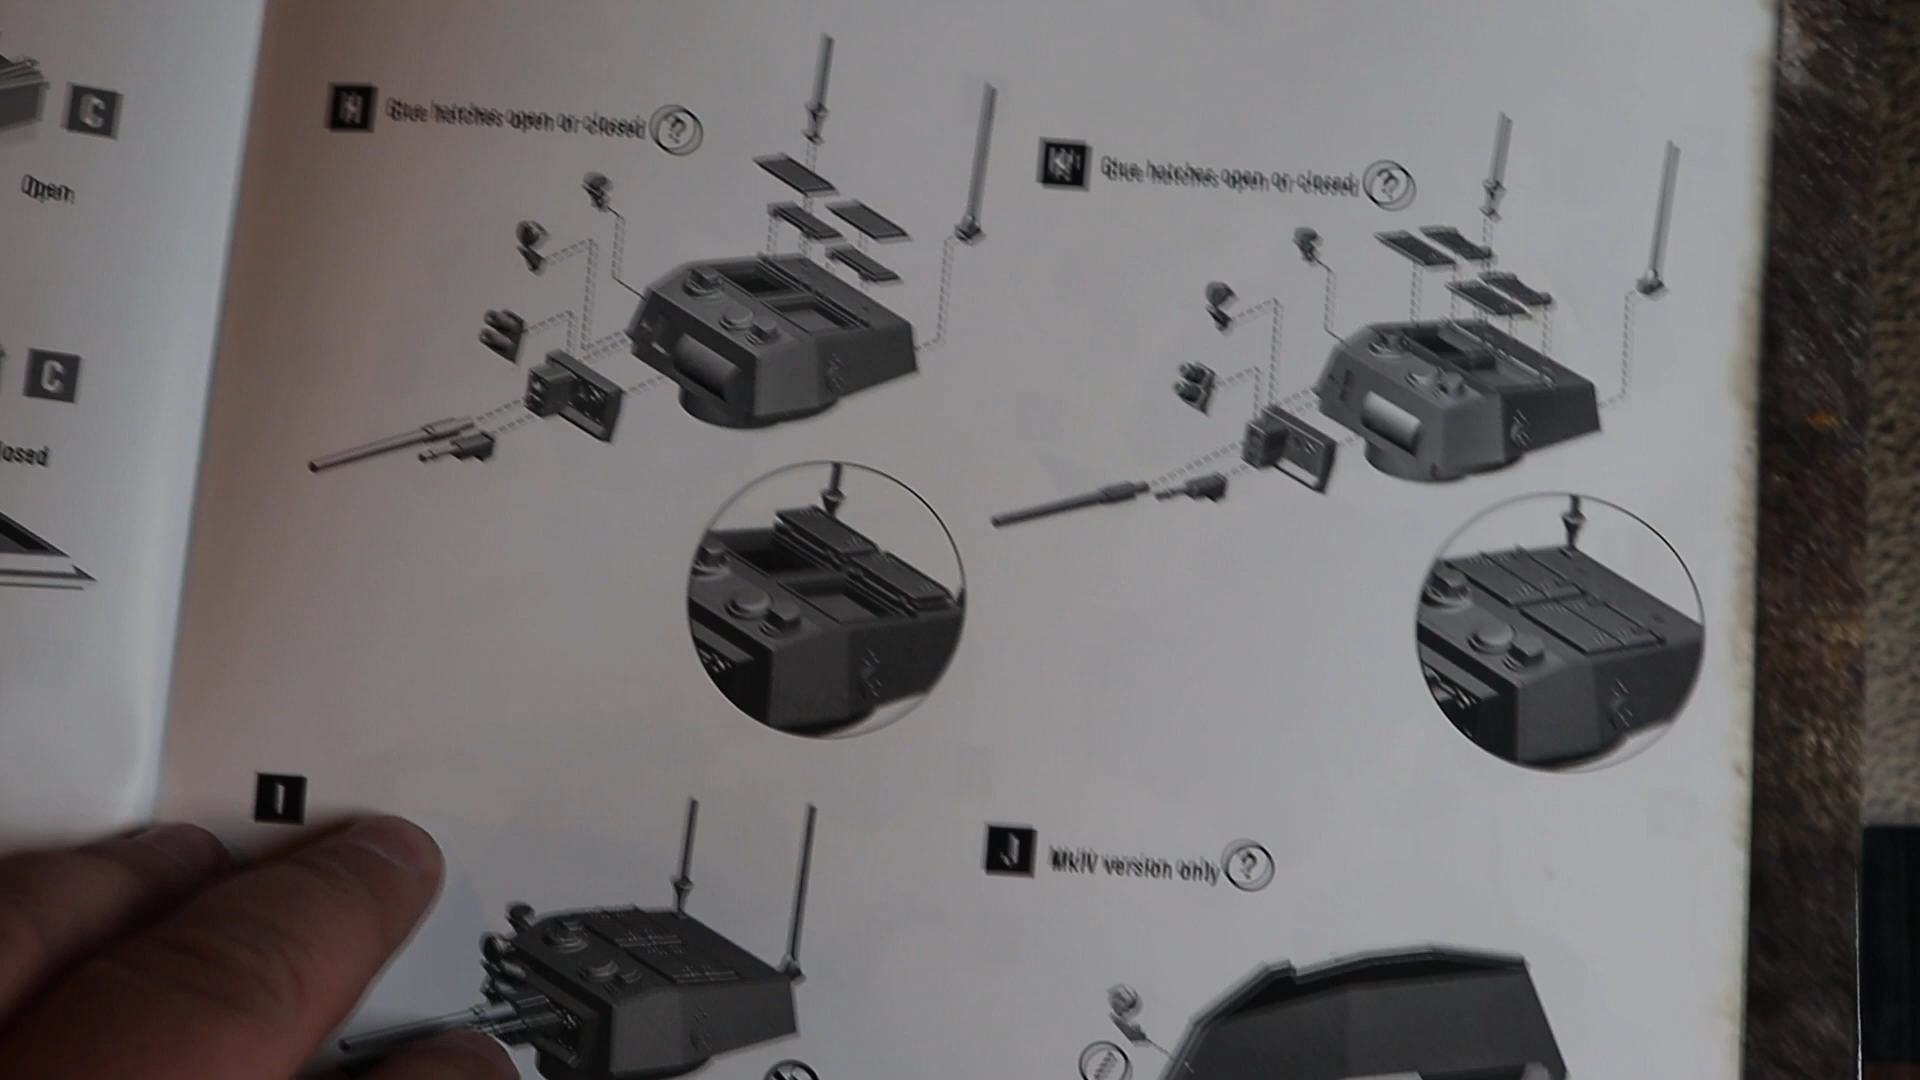 C
Open
C
losed
H Glue hatches open or closed ?
Glue hatches open or closed ?
I
J MkIV version only ?